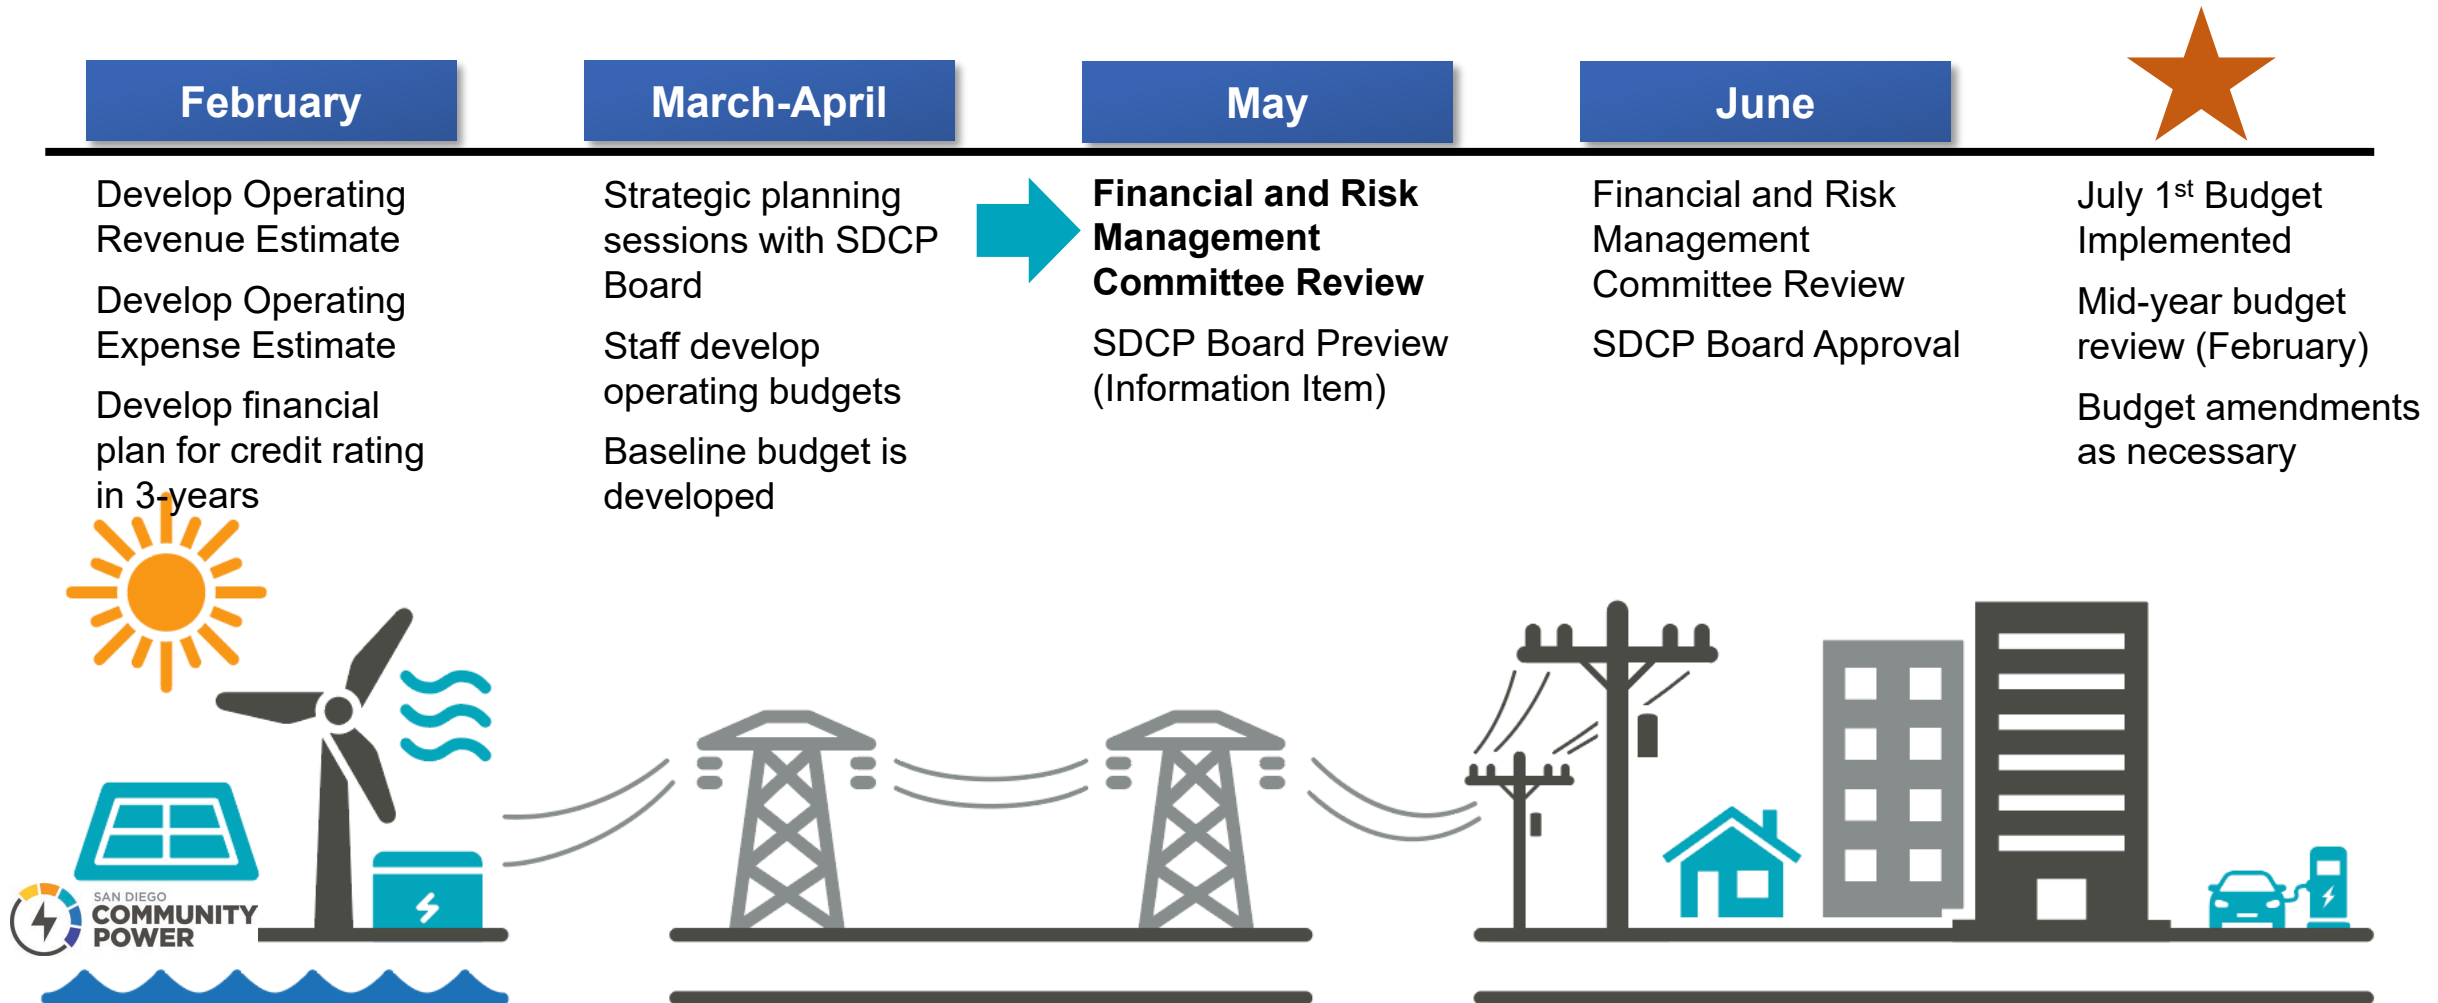 February
Develop Operating
Revenue Estimate
Develop Operating
Expense Estimate
Develop financial
plan for credit rating
in 3-years
March-April
Strategic planning
sessions with SDCP
Board
Staff develop
operating budgets
Baseline budget is
developed
May
Financial and Risk
Management
Committee Review
SDCP Board Preview
(Information Item)
June
Financial and Risk
Management
Committee Review
SDCP Board Approval
July 1st Budget
Implemented
Mid-year budget
review (February)
Budget amendments
as necessary
SAN DIEGO
COMMUNITY
POWER